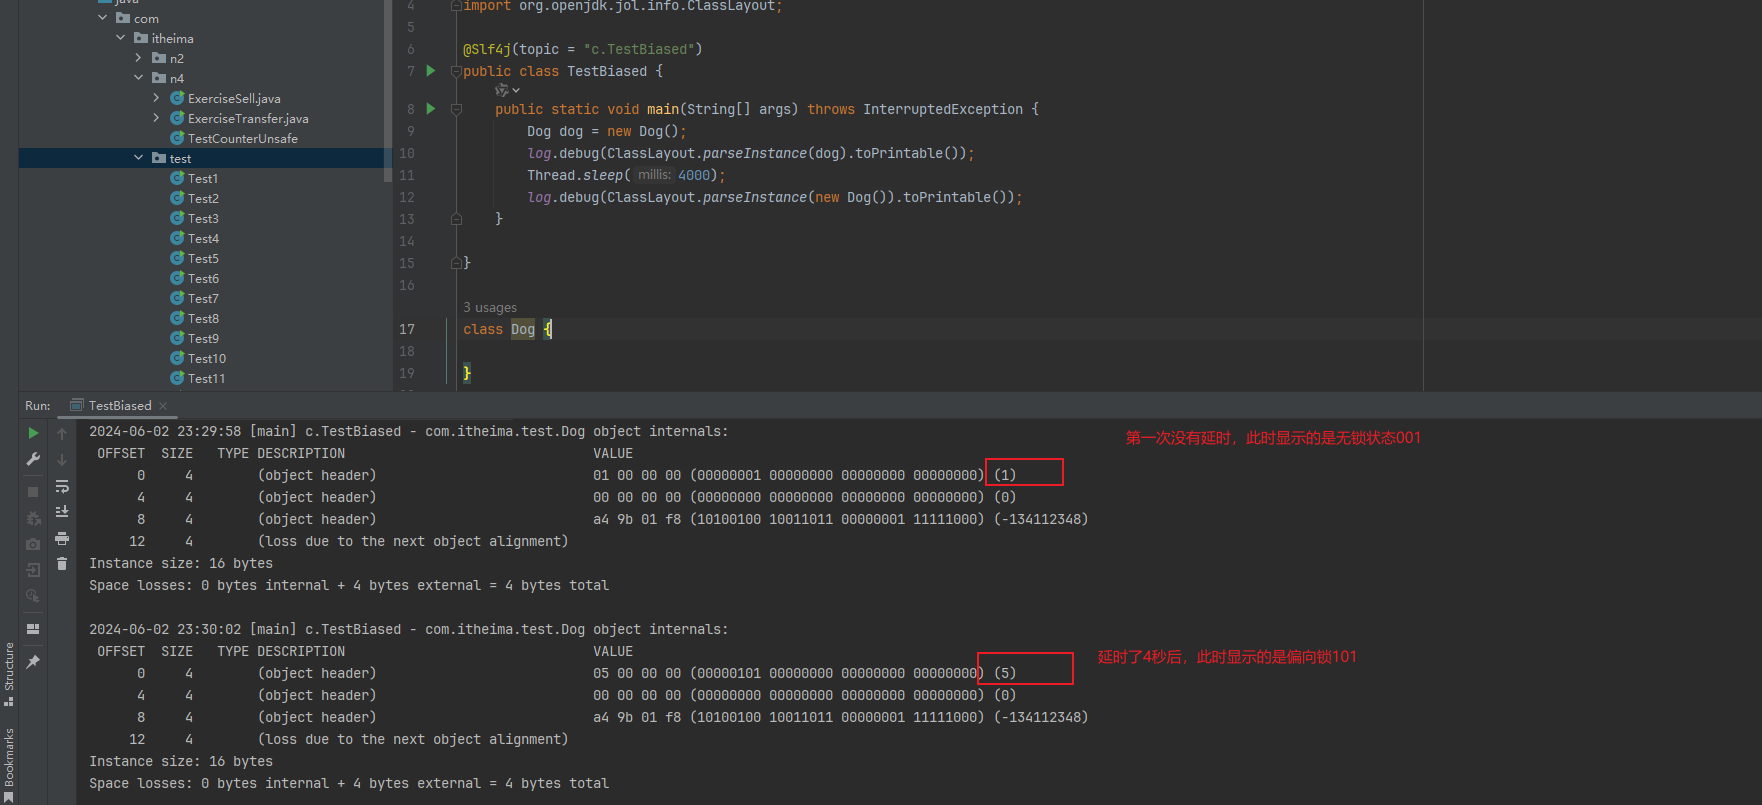 java
com
itheima
n2
n4
ExerciseSell.java
ExerciseTransfer.java
TestCounterUnsafe
test
Test1
Test2
Test3
Test4
Test5
Test6
Test7
Test8
Test9
Test10
Test11
4 import org.openjdk.jol.info.ClassLayout;
5
6 @Slf4j(topic = "c.TestBiased")
7 public class TestBiased {
8 public static void main(String[] args) throws InterruptedException {
9 Dog dog = new Dog();
10 log.debug(ClassLayout.parseInstance(dog).toPrintable());
11 Thread.sleep( millis: 4000);
12 log.debug(ClassLayout.parseInstance(new Dog()).toPrintable());
13 }
14
15 }
16
3 usages
17 class Dog {
18
19 }
Run: TestBiased
2024-06-02 23:29:58 [main] c.TestBiased - com.itheima.test.Dog object internals:
第一次没有延时，此时显示的是无锁状态001
OFFSET SIZE TYPE DESCRIPTION VALUE
0 4 (object header) 01 00 00 00 (00000001 00000000 00000000 00000000) (1)
4 4 (object header) 00 00 00 00 (00000000 00000000 00000000 00000000) (0)
8 4 (object header) a4 9b 01 f8 (10100100 10011011 00000001 11111000) (-134112348)
12 4 (loss due to the next object alignment)
Instance size: 16 bytes
Space losses: 0 bytes internal + 4 bytes external = 4 bytes total
2024-06-02 23:30:02 [main] c.TestBiased - com.itheima.test.Dog object internals:
OFFSET SIZE TYPE DESCRIPTION VALUE
延时了4秒后，此时显示的是偏向锁101
0 4 (object header) 05 00 00 00 (00000101 00000000 00000000 00000000) (5)
4 4 (object header) 00 00 00 00 (00000000 00000000 00000000 00000000) (0)
8 4 (object header) a4 9b 01 f8 (10100100 10011011 00000001 11111000) (-134112348)
12 4 (loss due to the next object alignment)
Instance size: 16 bytes
Space losses: 0 bytes internal + 4 bytes external = 4 bytes total
Structure
Bookmarks